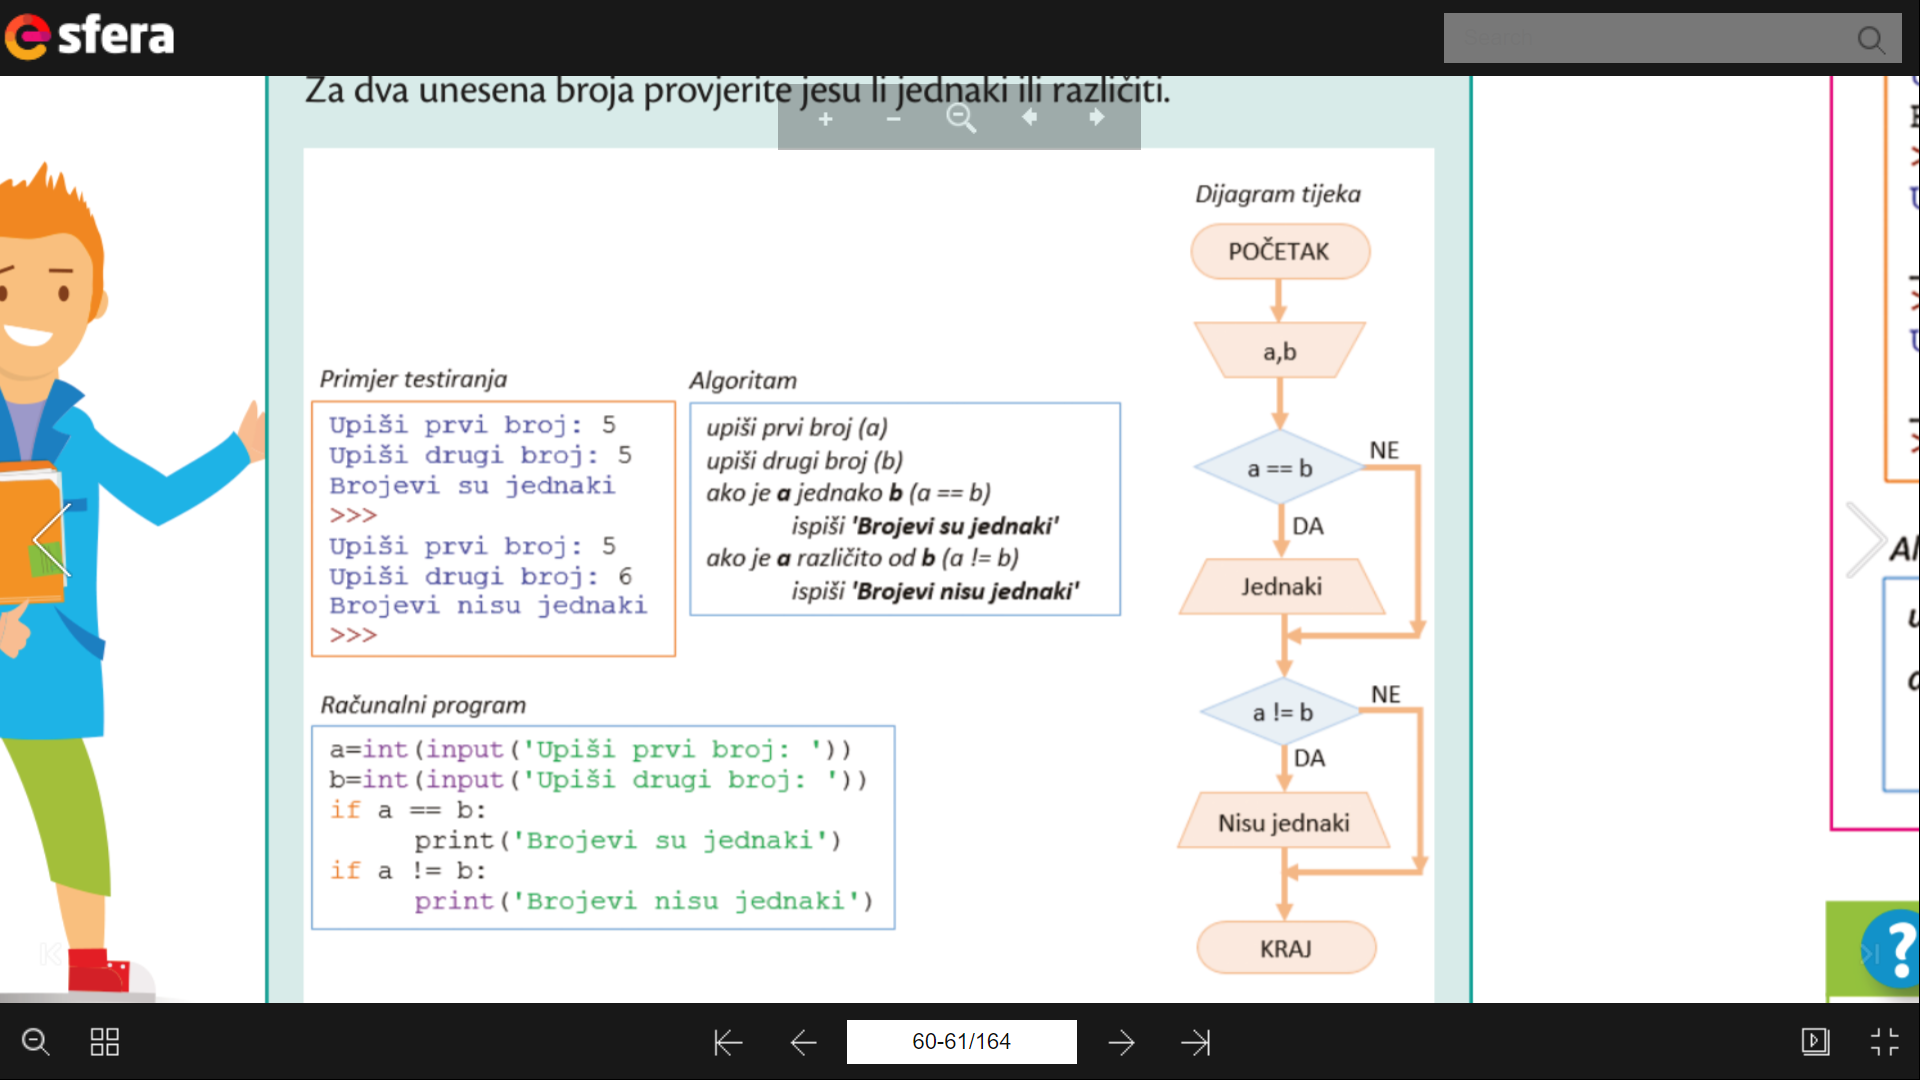 esfera
Search
Za dva unesena broja provjerite jesu li jednaki ili različiti.
Primjer testiranja
Upiši prvi broj: 5
Upiši drugi broj: 5
Brojevi su jednaki
>>>
Upiši prvi broj: 5
Upiši drugi broj: 6
Brojevi nisu jednaki
>>>
Algoritam
upiši prvi broj (a)
upiši drugi broj (b)
ako je a jednako b (a == b)
ispiši 'Brojevi su jednaki'
ako je a različito od b (a != b)
ispiši 'Brojevi nisu jednaki'
Računalni program
a=int(input('Upiši prvi broj: '))
b=int(input('Upiši drugi broj: '))
if a == b:
print('Brojevi su jednaki')
if a != b:
print('Brojevi nisu jednaki')
Dijagram tijeka
POČETAK
a,b
a == b
NE
DA
Jednaki
a != b
NE
DA
Nisu jednaki
KRAJ
?
60-61/164